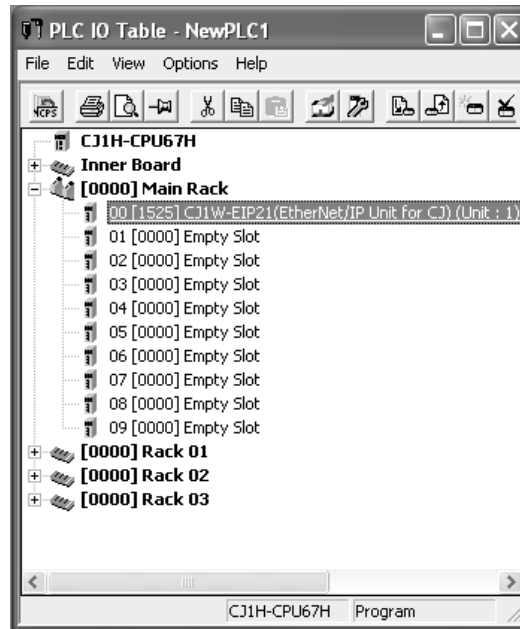 PLC IO Table - NewPLC1
File Edit View Options Help
NCPS
CJ1H-CPU67H
Inner Board
[0000] Main Rack
00 [1525] CJ1W-EIP21(EtherNet/IP Unit for CJ) (Unit : 1)
01 [0000] Empty Slot
02 [0000] Empty Slot
03 [0000] Empty Slot
04 [0000] Empty Slot
05 [0000] Empty Slot
06 [0000] Empty Slot
07 [0000] Empty Slot
08 [0000] Empty Slot
09 [0000] Empty Slot
[0000] Rack 01
[0000] Rack 02
[0000] Rack 03
CJ1H-CPU67H Program